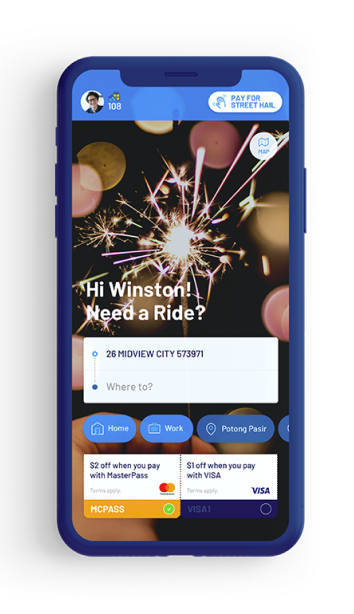 108
PAY FOR
STREET HAIL
MAP
Hi Winston!
Need a Ride?
26 MIDVIEW CITY 573971
Where to?
Home
Work
Potong Pasir
$2 off when you pay
with MasterPass
Terms apply.
MCPASS
$1 off when you pay
with VISA
Terms apply.
VISA
VISA1